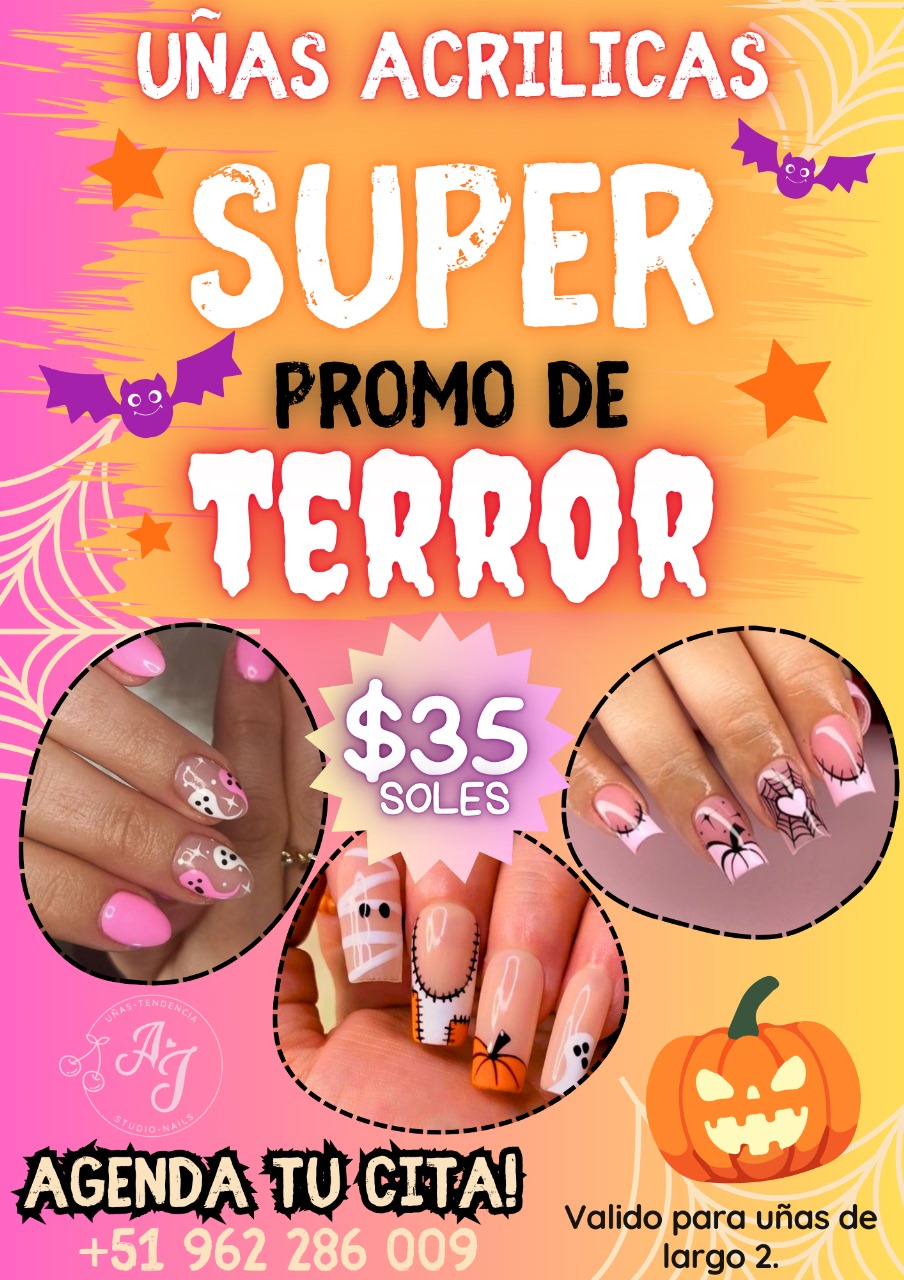 UÑAS ACRILICAS
SUPER
PROMO DE
TERROR
$35
SOLES
UÑAS-TENDENCIA
A J
STUDIO-NAILS
AGENDA TU CITA!
+51 962 286 009
Valido para uñas de
largo 2.